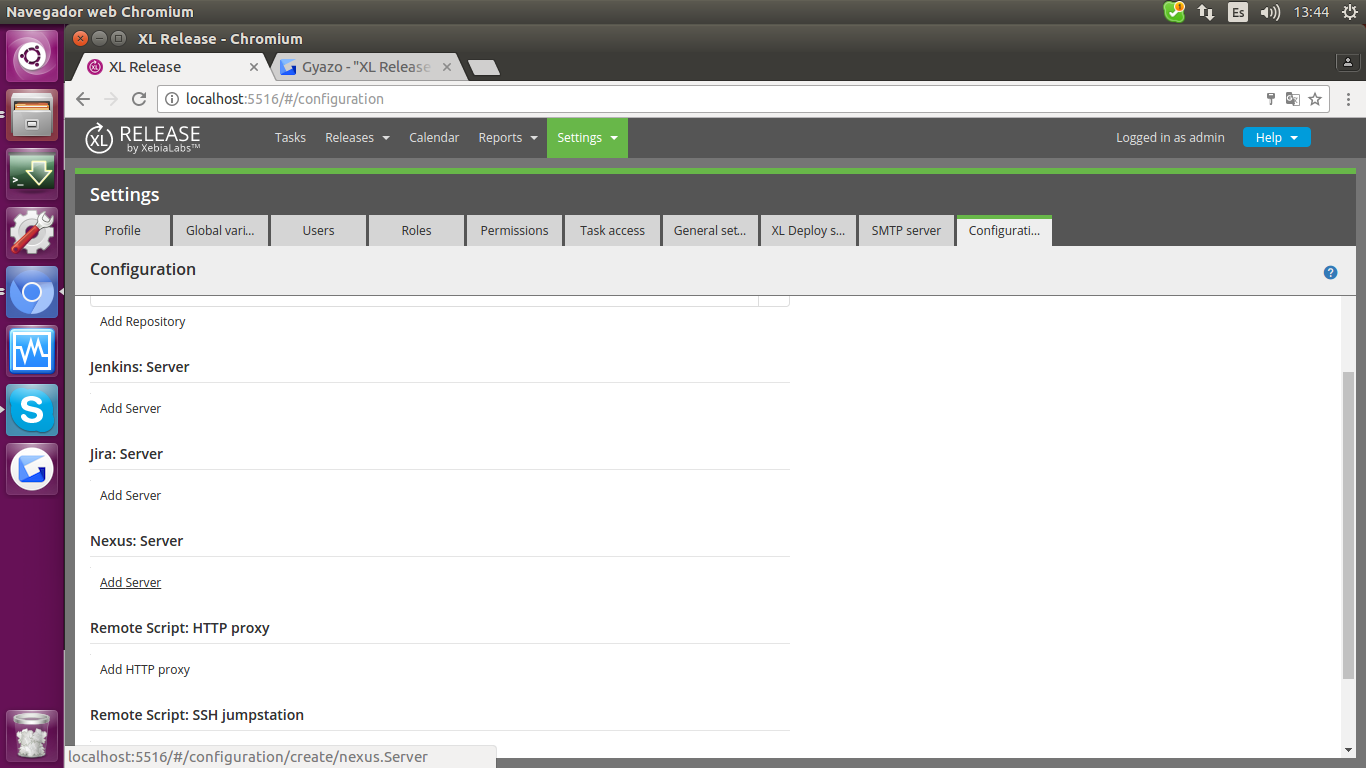 Navegador web Chromium
1
Es
13:44
XL Release - Chromium
XL Release
Gyazo - "XL Release
localhost:5516/#/configuration
XL RELEASE
by XebiaLabs™
Tasks
Releases
Calendar
Reports
Settings
Logged in as admin
Help
Settings
Profile
Global vari...
Users
Roles
Permissions
Task access
General set...
XL Deploy s...
SMTP server
Configurati...
Configuration
?
Add Repository
Jenkins: Server
Add Server
Jira: Server
Add Server
Nexus: Server
Add Server
Remote Script: HTTP proxy
Add HTTP proxy
Remote Script: SSH jumpstation
localhost:5516/#/configuration/create/nexus.Server